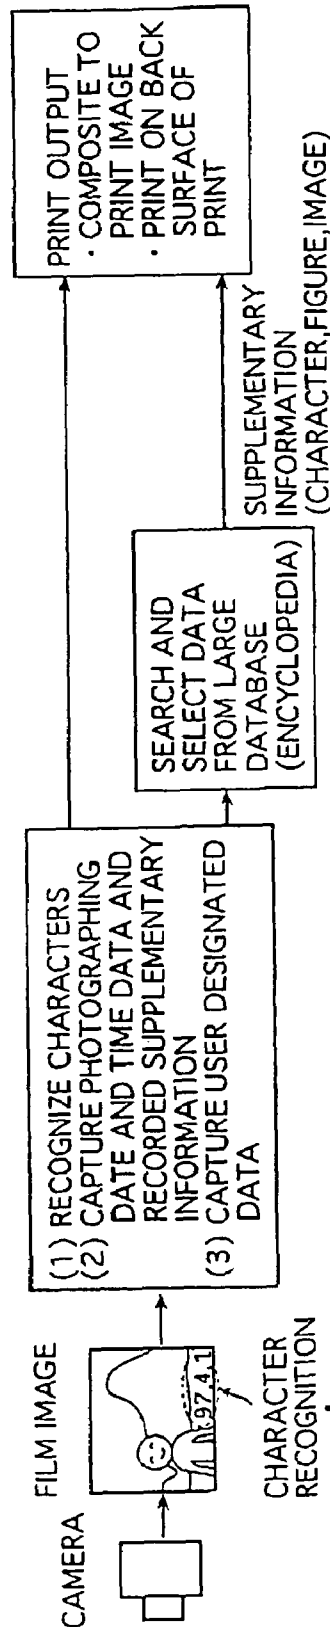 CAMERA
FILM IMAGE
'97.4.1
CHARACTER
RECOGNITION
(1) RECOGNIZE CHARACTERS
(2) CAPTURE PHOTOGRAPHING
DATE AND TIME DATA AND
RECORDED SUPPLEMENTARY
INFORMATION
(3) CAPTURE USER DESIGNATED
DATA
SEARCH AND
SELECT DATA
FROM LARGE
DATABASE
(ENCYCLOPEDIA)
SUPPLEMENTARY
INFORMATION
(CHARACTER,FIGURE,IMAGE)
PRINT OUTPUT
· COMPOSITE TO
PRINT IMAGE
· PRINT ON BACK
SURFACE OF
PRINT